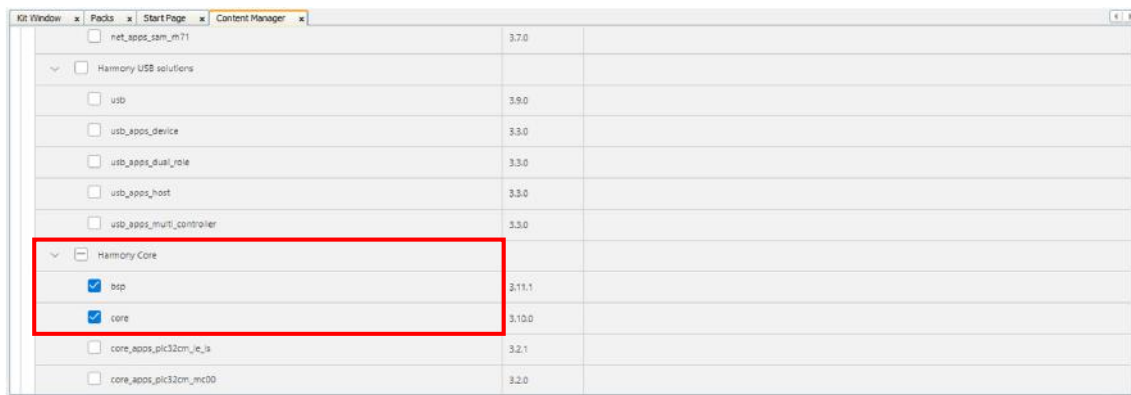 Kit Window x Packs x Start Page x Content Manager x
net_apps_sam_rh71 3.7.0
Harmony USB solutions
usb 3.9.0
usb_apps_device 3.3.0
usb_apps_dual_role 3.3.0
usb_apps_host 3.3.0
usb_apps_multi_controller 3.3.0
Harmony Core
bsp 3.11.1
core 3.10.0
core_apps_pic32cm_le_ls 3.2.1
core_apps_pic32cm_mc00 3.2.0